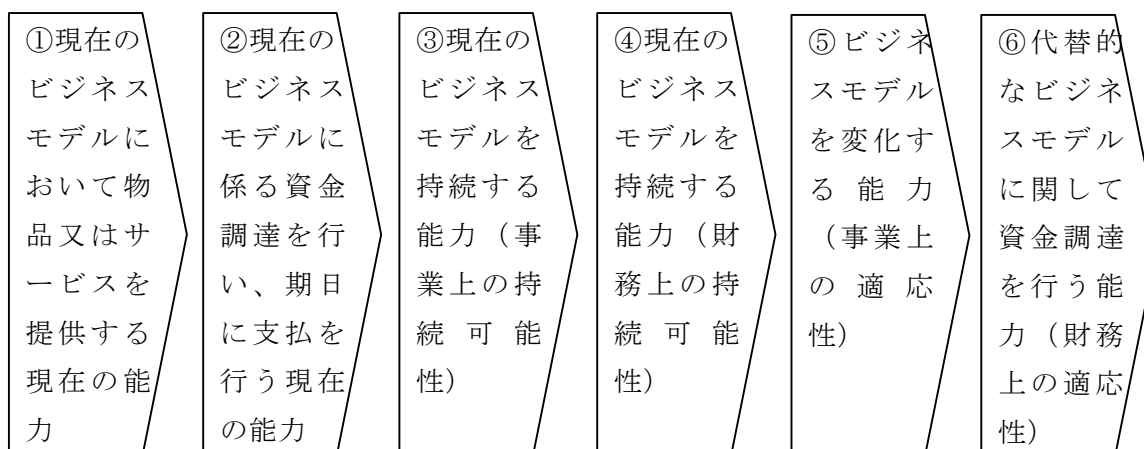 ①現在の
ビジネス
モデルに
おいて物
品又はサ
ービスを
提供する
現在の能
力
②現在の
ビジネス
モデルに
係る資金
調達を行
い、期日
に支払を
行う現在
の能力
③現在の
ビジネス
モデルを
持続する
能力（事
業上の持
続可能
性）
④現在の
ビジネス
モデルを
持続する
能力（財
務上の持
続可能
性）
⑤ビジネ
スモデル
を変化す
る能力
（事業上
の適応
性）
⑥代替的
なビジネ
スモデル
に関して
資金調達
を行う能
力（財務
上の適応
性）